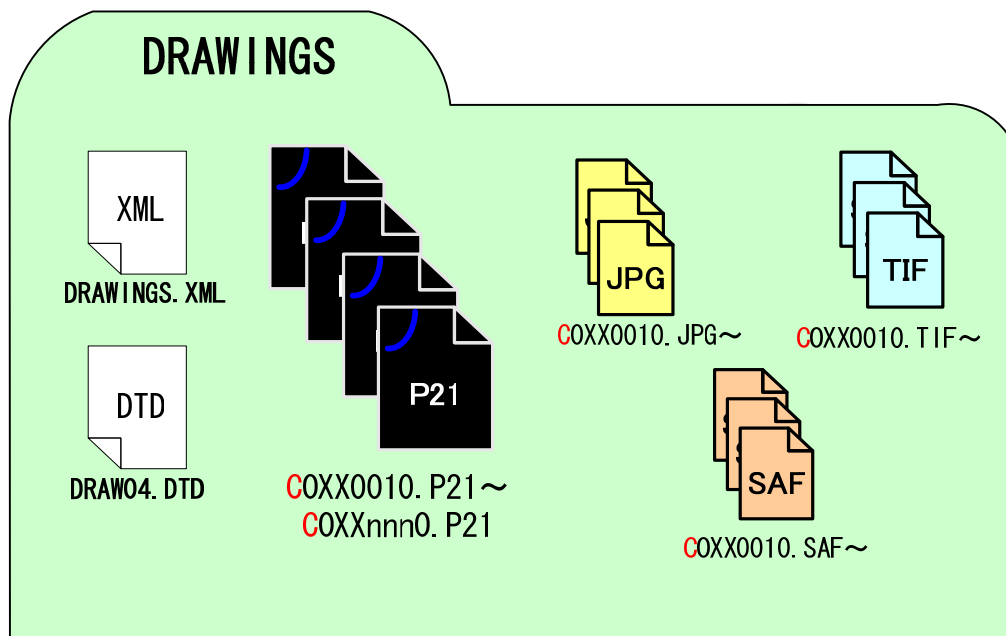 DRAWINGS
XML
DRAWINGS.XML
DTD
DRAW04.DTD
P21
C0XX0010.P21～
C0XXnnn0.P21
JPG
C0XX0010.JPG～
TIF
C0XX0010.TIF～
SAF
C0XX0010.SAF～